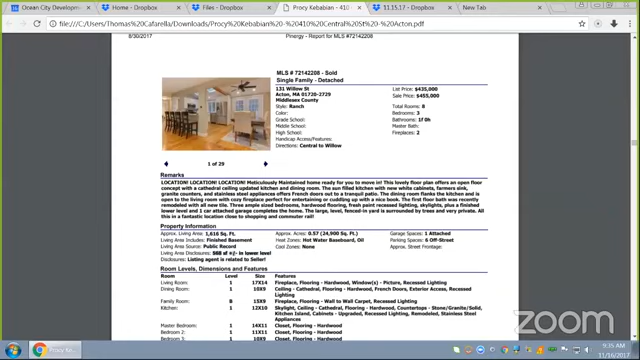 Ocean City Developme
Home - Dropbox
Files - Dropbox
Procy Kebabian - 410
11.15.17 - Dropbox
New Tab
file:///C:/Users/Thomas%20Cafarella/Downloads/Procy%20Kebabian%20-%20410%20Central%20St%20-%20Acton.pdf
8/30/2017
Pinergy - Report for MLS #72142208
MLS # 72142208 - Sold
Single Family - Detached
131 Willow St
Acton, MA 01720-2729
Middlesex County
Style: Ranch
Color:
Grade School:
Middle School:
High School:
Handicap Access/Features:
Directions: Central to Willow
List Price: $435,000
Sale Price: $455,000
Total Rooms: 8
Bedrooms: 3
Bathrooms: 1f 0h
Master Bath:
Fireplaces: 2
1 of 29
Remarks
LOCATION! LOCATION! LOCATION! Meticulously Maintained home ready for you to move in! This lovely floor plan offers an open floor
concept with a cathedral ceiling updated kitchen and dining room. The sun filled kitchen with new white cabinets, farmers sink,
granite counters, and stainless steel appliances offers French doors out to a tranquil patio. The dining room flanks the kitchen and is
open to the living room with cozy fireplace perfect for entertaining or cuddling up with a nice book. The first floor bath was recently
remodeled with all new tile. Three ample sized bedrooms, hardwood flooring, fresh paint recessed lighting, skylights, plus a finished
lower level and 1 car attached garage completes the home. The large, level, fenced-in yard is surrounded by trees and very private. All
this in a fantastic location close to shopping and commuter rail!
Property Information
Approx. Living Area: 1,616 Sq. Ft.
Approx. Acres: 0.57 (24,900 Sq. Ft.)
Garage Spaces: 1 Attached
Living Area Includes: Finished Basement
Heat Zones: Hot Water Baseboard, Oil
Parking Spaces: 6 Off-Street
Living Area Source: Public Record
Cool Zones: None
Approx. Street Frontage:
Living Area Disclosures: 568 sf +/- in lower level
Disclosures: Listing agent is related to Seller!
Room Levels, Dimensions and Features
Room Level Size Features
Living Room: 1 17X14 Fireplace, Flooring - Hardwood, Window(s) - Picture, Recessed Lighting
Dining Room: 1 10X9 Ceiling - Cathedral, Flooring - Hardwood, French Doors, Exterior Access, Recessed
Lighting
Family Room: B 15X9 Fireplace, Flooring - Wall to Wall Carpet, Recessed Lighting
Kitchen: 1 12X10 Skylight, Ceiling - Cathedral, Flooring - Hardwood, Countertops - Stone/Granite/Solid,
Kitchen Island, Cabinets - Upgraded, Recessed Lighting, Remodeled, Stainless Steel
Appliances
Master Bedroom: 1 14X11 Closet, Flooring - Hardwood
Bedroom 2: 1 11X11 Closet, Flooring - Hardwood
Bedroom 3: 1 Closet, Flooring - Hardwood
zoom
Procy Kebabian - 4
9:35 AM
11/16/2017